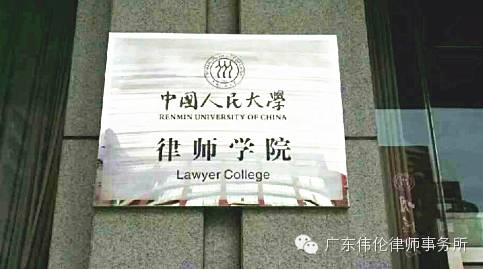 中國人民大學
RENMIN UNIVERSITY OF CHINA
律师学院
Lawyer College
广东伟伦律师事务所